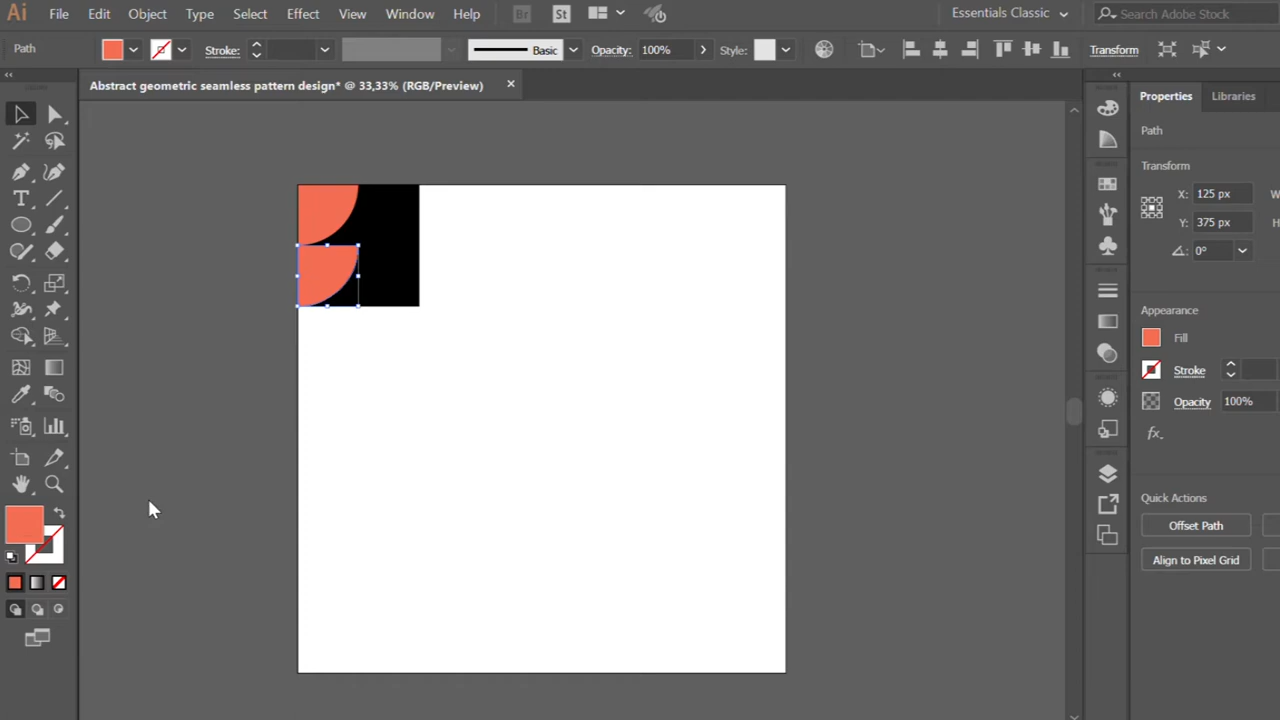 Ai File Edit Object Type Select Effect View Window Help Br St Essentials Classic Search Adobe Stock
Path Stroke: Basic Opacity: 100% Style: Transform
Abstract geometric seamless pattern design* @ 33,33% (RGB/Preview) ×
Properties Libraries
Path
Transform
X: 125 px W
Y: 375 px H
0°
Appearance
Fill
Stroke
Opacity 100%
fx.
Quick Actions
Offset Path
Align to Pixel Grid